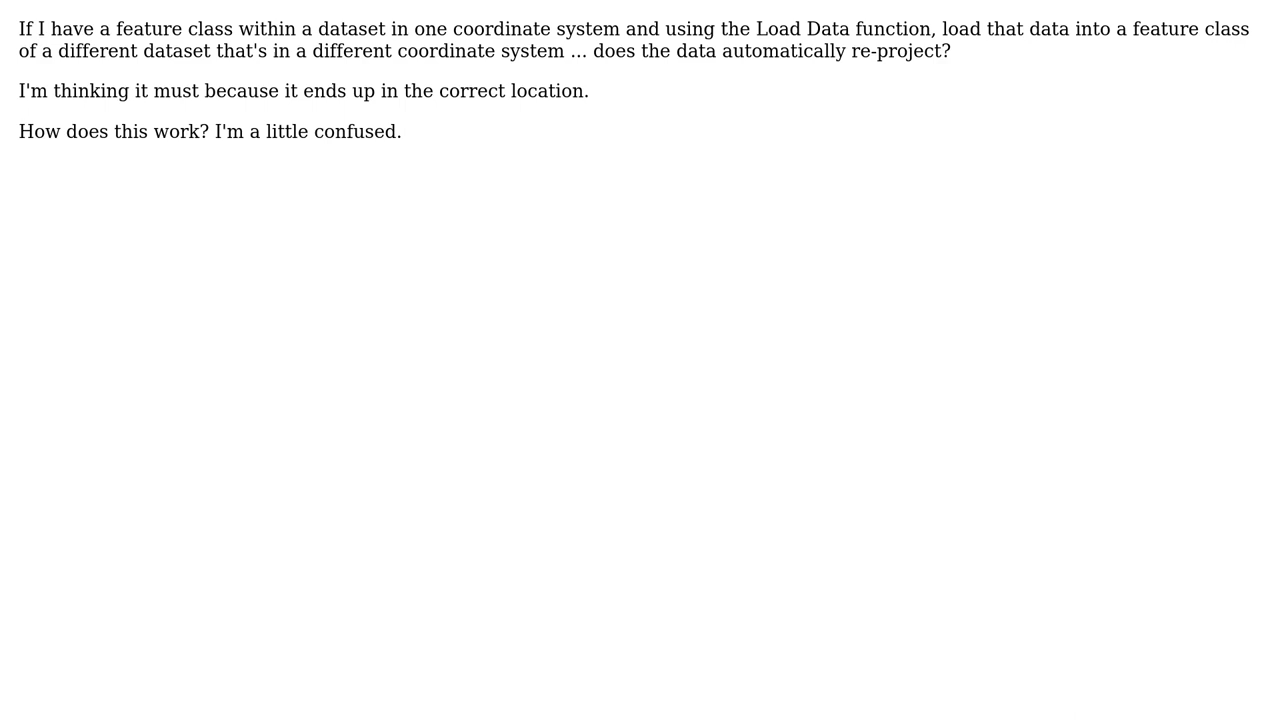 If I have a feature class within a dataset in one coordinate system and using the Load Data function, load that data into a feature class
of a different dataset that's in a different coordinate system ... does the data automatically re-project?
I'm thinking it must because it ends up in the correct location.
How does this work? I'm a little confused.